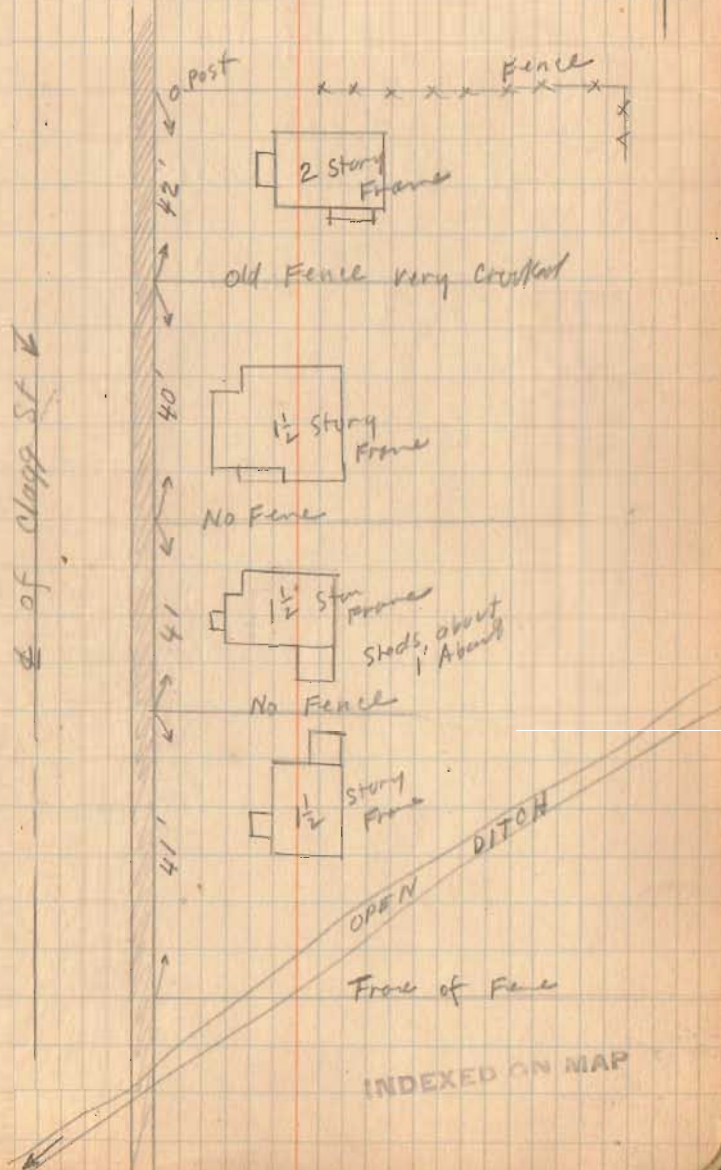 Post
Fence
42'
2 Story
Frame
Old Fence very Crooked
℄ of Clagg St
40'
1½ Story
Frame
No Fence
41
1½ Story
Frame
Sheds, about
1 About
No Fence
41'
1½ Story
Frame
OPEN DITCH
of Fence
INDEXED ON MAP